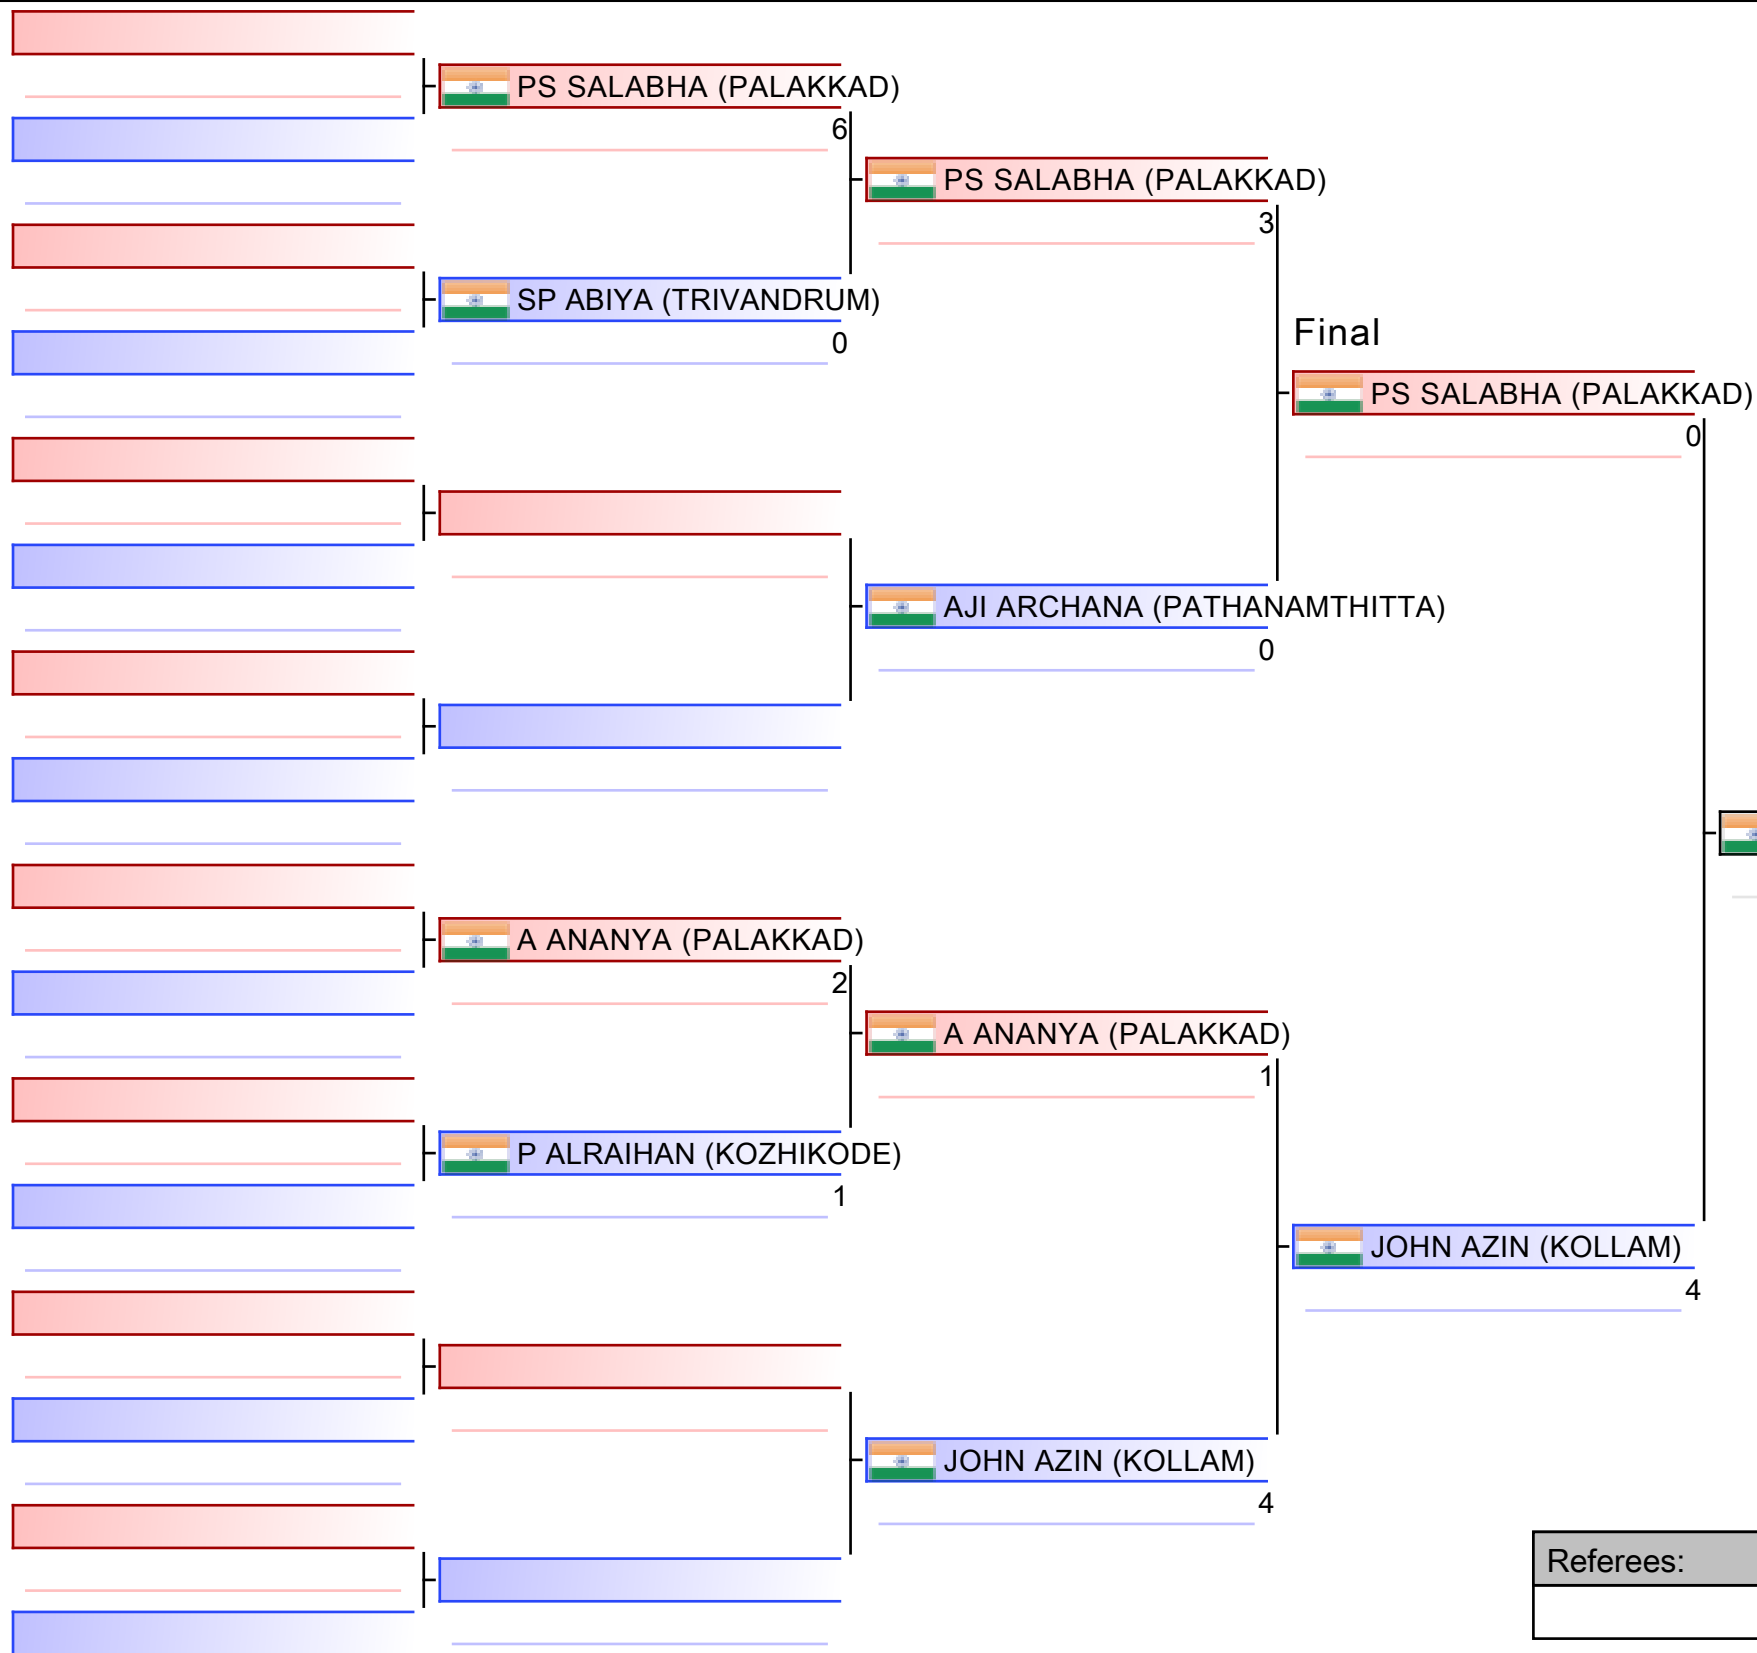 PS SALABHA (PALAKKAD)
6
PS SALABHA (PALAKKAD)
3
SP ABIYA (TRIVANDRUM)
0
Final
PS SALABHA (PALAKKAD)
0
AJI ARCHANA (PATHANAMTHITTA)
0
A ANANYA (PALAKKAD)
2
A ANANYA (PALAKKAD)
1
P ALRAIHAN (KOZHIKODE)
1
JOHN AZIN (KOLLAM)
4
JOHN AZIN (KOLLAM)
4
Referees: